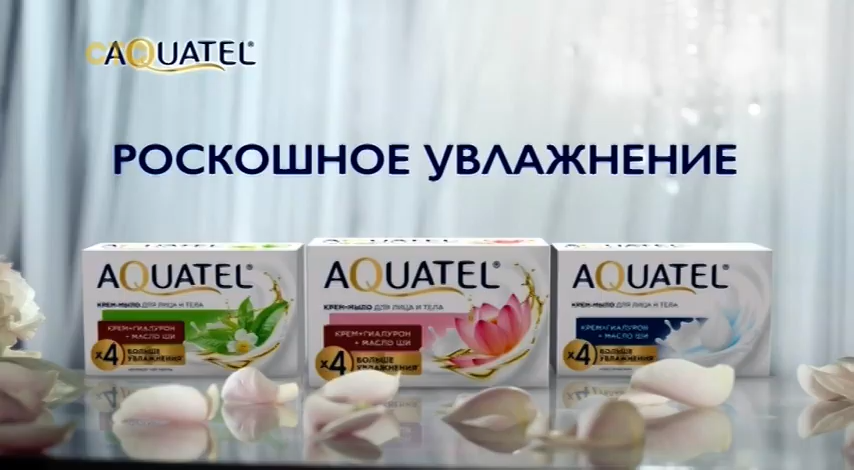 AQUATEL®
РОСКОШНОЕ УВЛАЖНЕНИЕ
AQUATEL®
КРЕМ-МЫЛО ДЛЯ ЛИЦА И ТЕЛА
КРЕМ+ГИАЛУРОН
+ МАСЛО ШИ
x4 БОЛЬШЕ
УВЛАЖНЕНИЯ
AQUATEL®
КРЕМ-МЫЛО ДЛЯ ЛИЦА И ТЕЛА
КРЕМ+ГИАЛУРОН
+ МАСЛО ШИ
x4 БОЛЬШЕ
УВЛАЖНЕНИЯ
AQUATEL®
КРЕМ-МЫЛО ДЛЯ ЛИЦА И ТЕЛА
КРЕМ+ГИАЛУРОН
+ МАСЛО ШИ
x4 БОЛЬШЕ
УВЛАЖНЕНИЯ